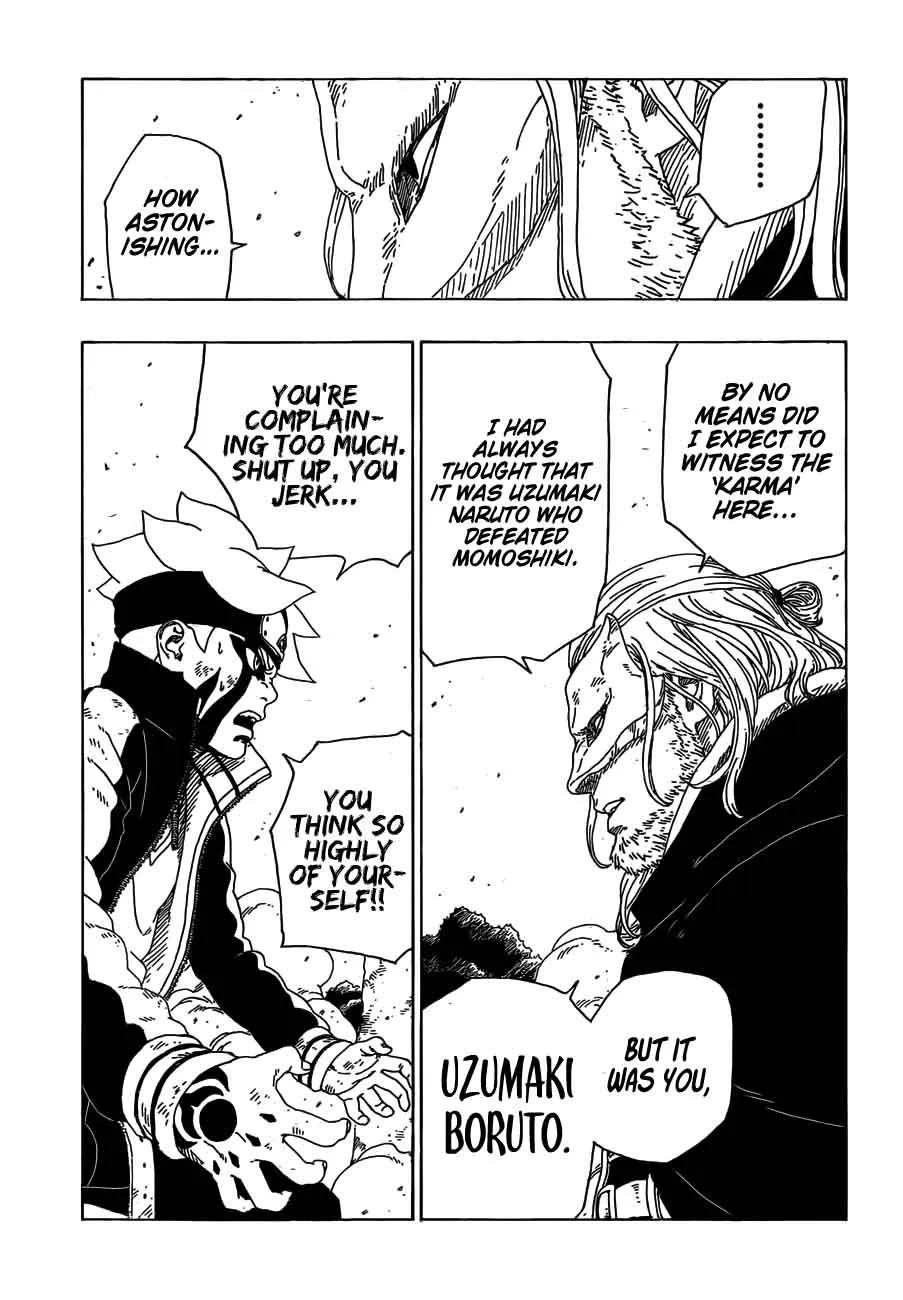 .........
HOW
ASTON-
ISHING...
BY NO
MEANS DID
I EXPECT TO
WITNESS THE
'KARMA'
HERE...
I HAD
ALWAYS
THOUGHT THAT
IT WAS UZUMAKI
NARUTO WHO
DEFEATED
MOMOSHIKI.
BUT IT
WAS YOU,
UZUMAKI
BORUTO.
YOU'RE
COMPLAIN-
ING TOO MUCH.
SHUT UP, YOU
JERK...
YOU
THINK SO
HIGHLY
OF YOUR-
SELF!!